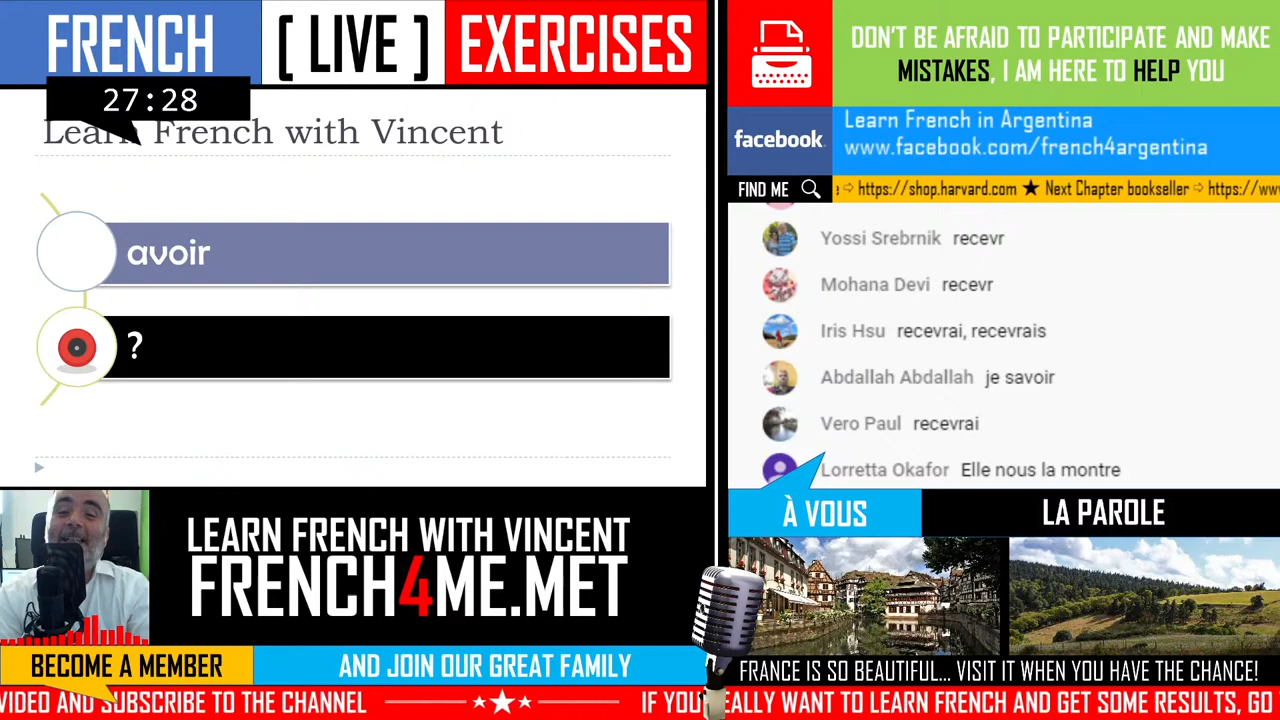 FRENCH
[ LIVE ]
EXERCISES
27:28
Learn French with Vincent
avoir
?
LEARN FRENCH WITH VINCENT
FRENCH4ME.MET
BECOME A MEMBER
AND JOIN OUR GREAT FAMILY
DON'T BE AFRAID TO PARTICIPATE AND MAKE
MISTAKES, I AM HERE TO HELP YOU
facebook
Learn French in Argentina
www.facebook.com/french4argentina
FIND ME
⇨ https://shop.harvard.com ★ Next Chapter bookseller ⇨ https://ww
Yossi Srebrnik recevr
Mohana Devi recevr
Iris Hsu recevrai, recevrais
Abdallah Abdallah je savoir
Vero Paul recevrai
Lorretta Okafor Elle nous la montre
À VOUS
LA PAROLE
FRANCE IS SO BEAUTIFUL... VISIT IT WHEN YOU HAVE THE CHANCE!
VIDEO AND SUBSCRIBE TO THE CHANNEL ★ IF YOU REALLY WANT TO LEARN FRENCH AND GET SOME RESULTS, GO